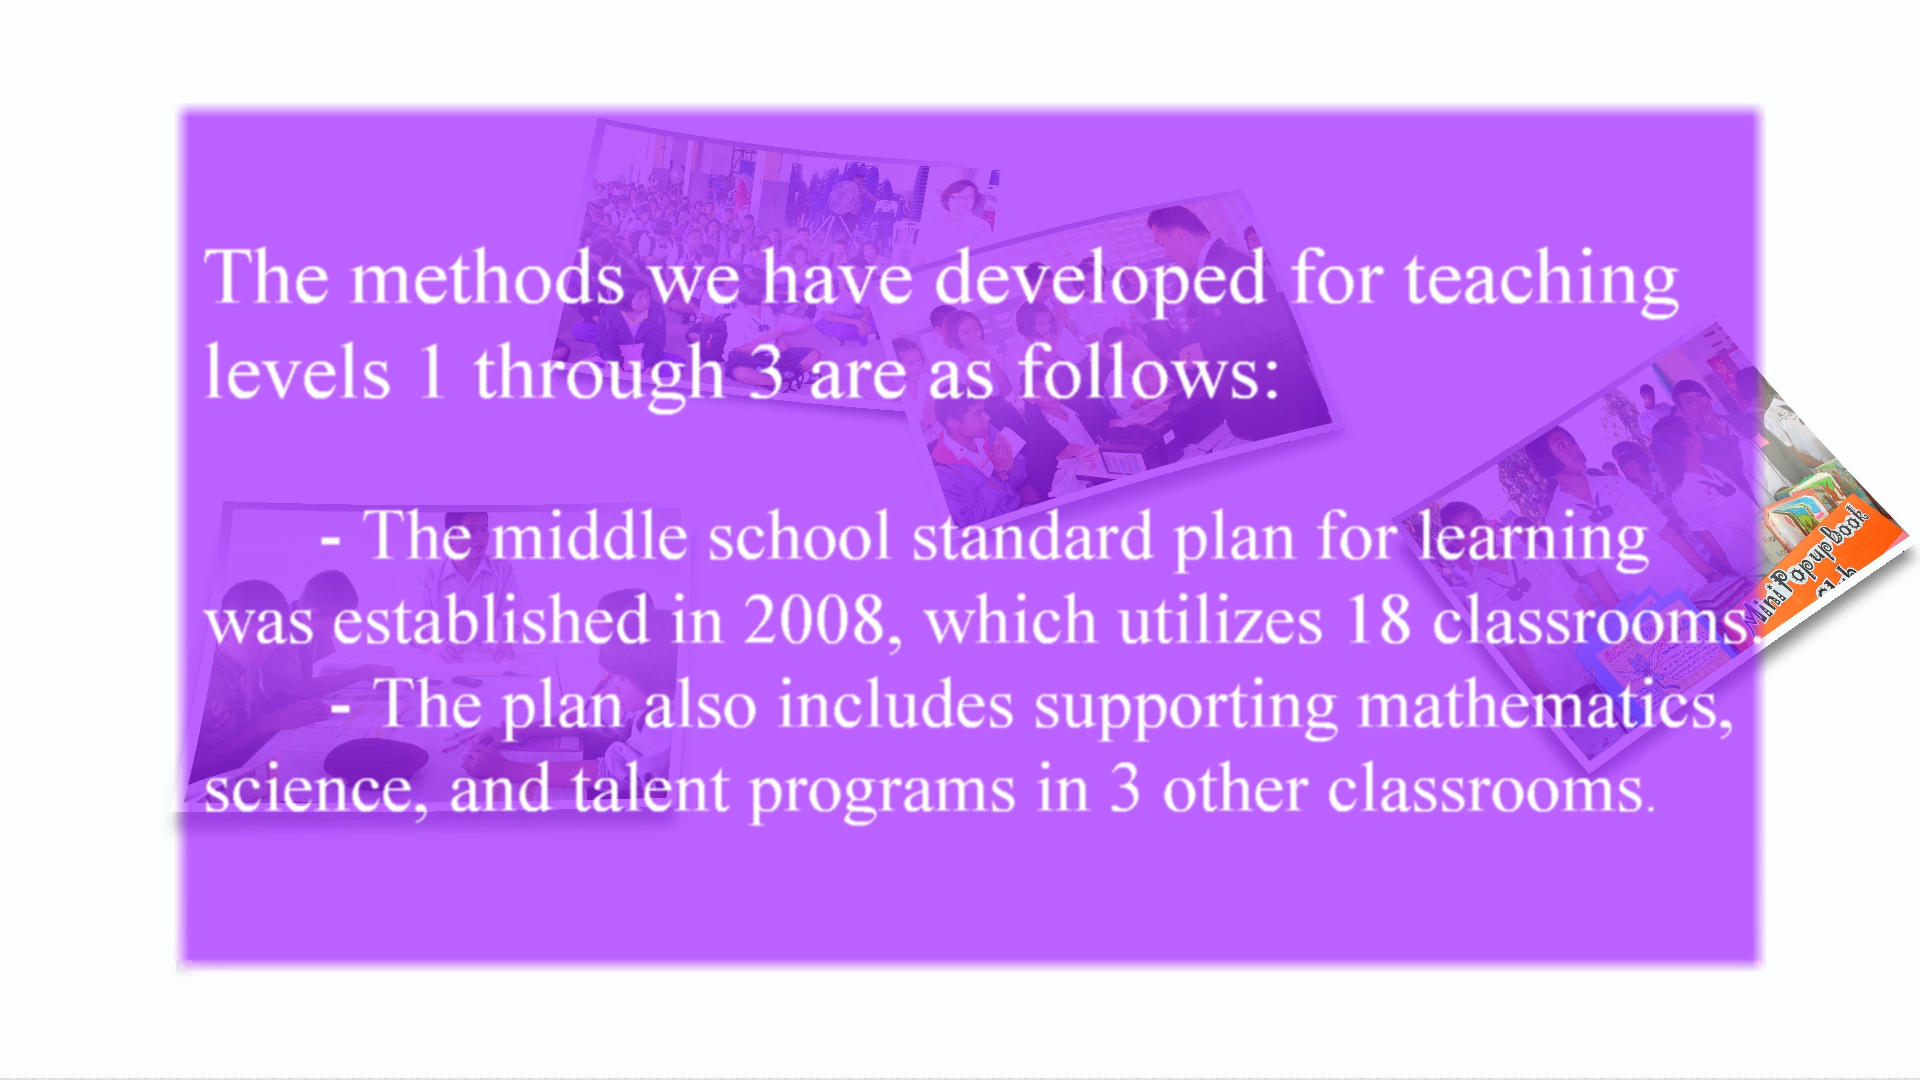 The methods we have developed for teaching
levels 1 through 3 are as follows:
- The middle school standard plan for learning
was established in 2008, which utilizes 18 classrooms.
- The plan also includes supporting mathematics,
science, and talent programs in 3 other classrooms.
Mini Popup Book